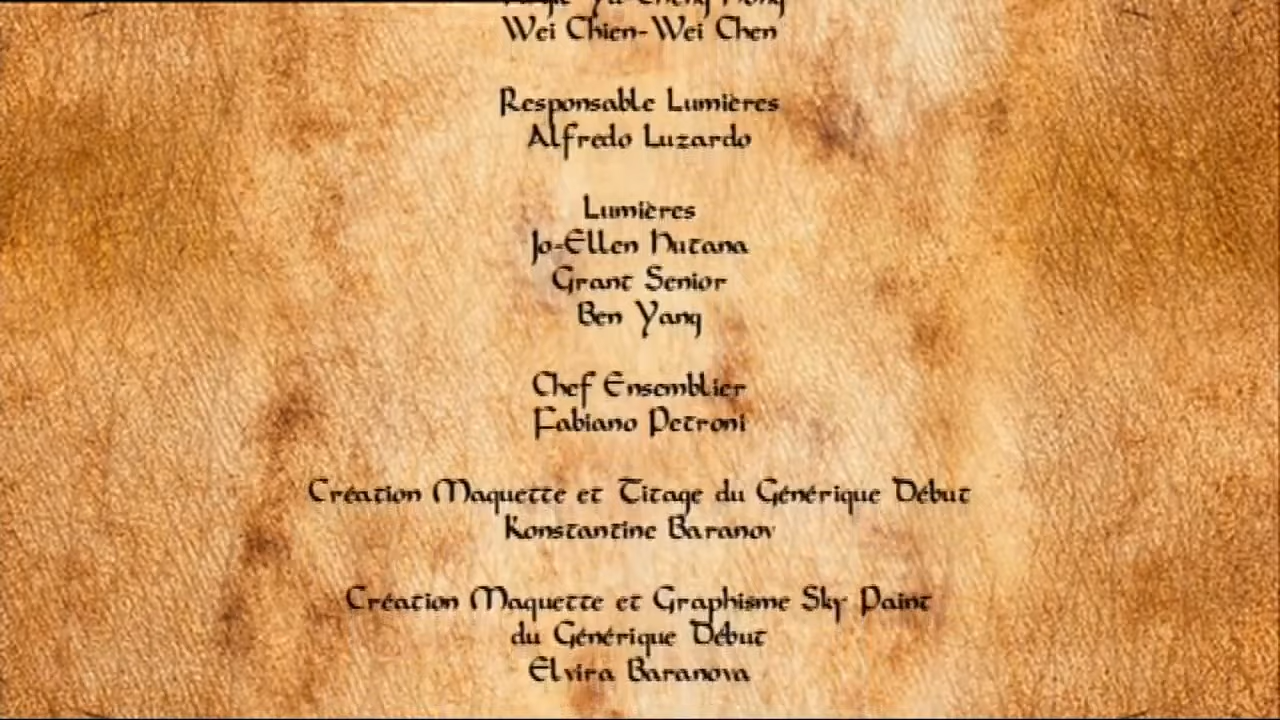 Wei Chien-Wei Chen
Responsable Lumières
Alfredo Luzardo
Lumières
Jo-Ellen Nutana
Grant Senior
Ben Yang
Chef Ensemblier
Fabiano Petroni
Création Maquette et Titage du Générique Début
Konstantine Baranov
Création Maquette et Graphisme Sky Paint
du Générique Début
Elvira Baranova